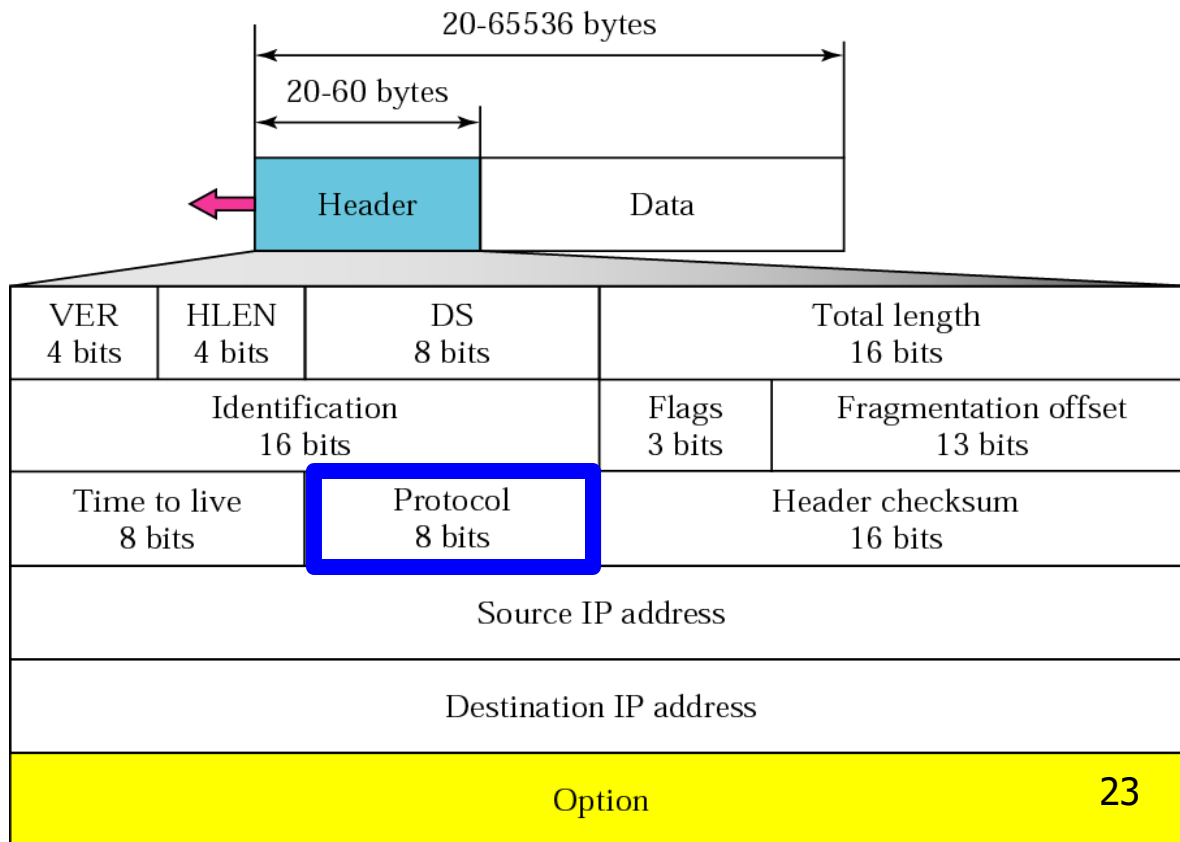 20-65536 bytes
20-60 bytes
Header
Data
VER
4 bits
HLEN
4 bits
DS
8 bits
Total length
16 bits
Identification
16 bits
Flags
3 bits
Fragmentation offset
13 bits
Time to live
8 bits
Protocol
8 bits
Header checksum
16 bits
Source IP address
Destination IP address
Option
23